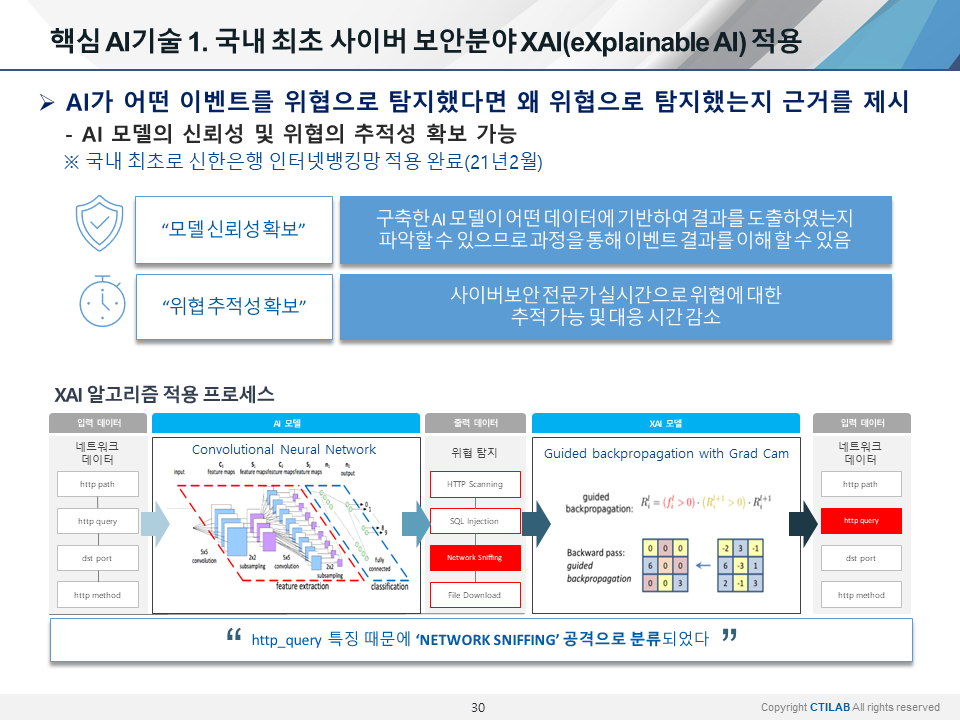 핵심 AI기술 1. 국내 최초 사이버 보안분야 XAI(eXplainable AI) 적용
➢ AI가 어떤 이벤트를 위협으로 탐지했다면 왜 위협으로 탐지했는지 근거를 제시
- AI 모델의 신뢰성 및 위협의 추적성 확보 가능
※ 국내 최초로 신한은행 인터넷뱅킹망 적용 완료(21년2월)
“모델 신뢰성 확보”
구축한 AI 모델이 어떤 데이터에 기반하여 결과를 도출하였는지
파악할 수 있으므로 과정을 통해 이벤트 결과를 이해 할 수 있음
“위협 추적성 확보”
사이버보안 전문가 실시간으로 위협에 대한
추적 가능 및 대응 시간 감소
XAI 알고리즘 적용 프로세스
입력 데이터
네트워크
데이터
http path
http query
dst port
http method
AI 모델
Convolutional Neural Network
input
C₁
feature maps
S₁
feature maps
C₂
feature maps
S₂
feature maps
n₁
n₂
output
0
1
8
9
5x5
convolution
2x2
subsampling
5x5
convolution
2x2
subsampling
fully
connected
feature extraction
classification
출력 데이터
위협 탐지
HTTP Scanning
SQL Injection
Network Sniffing
File Download
XAI 모델
Guided backpropagation with Grad Cam
guided
backpropagation:
Rᵢˡ = (fᵢˡ > 0) · (Rᵢˡ⁺¹ > 0) · Rᵢˡ⁺¹
Backward pass:
guided
backpropagation
0 0 0
6 0 0
0 0 3
-2 3 -1
6 -3 1
2 -1 3
입력 데이터
네트워크
데이터
http path
http query
dst port
http method
“ http_query 특징 때문에 ‘NETWORK SNIFFING’ 공격으로 분류되었다 ”
30
Copyright CTILAB All rights reserved